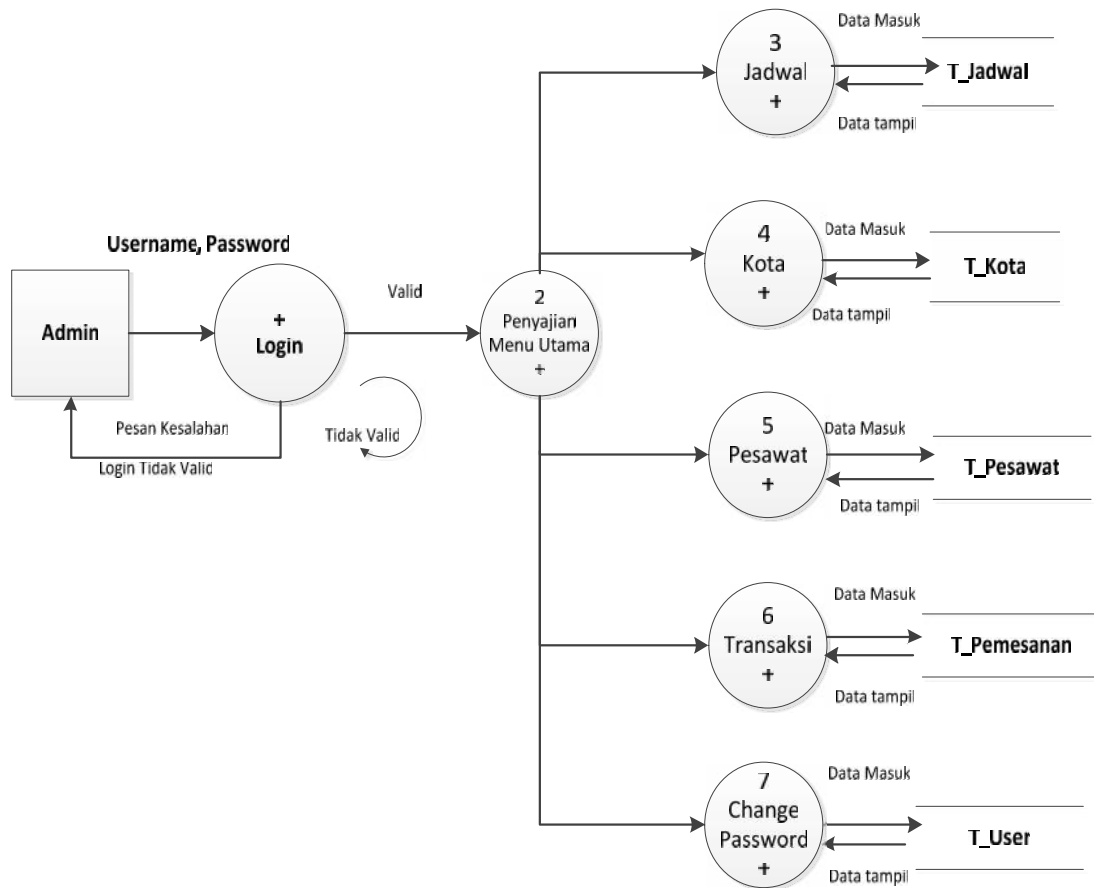 Username, Password
Admin
+
Login
Valid
Tidak Valid
Pesan Kesalahan
Login Tidak Valid
2
Penyajian
Menu Utama
+
3
Jadwal
+
Data Masuk
T_Jadwal
Data tampil
4
Kota
+
Data Masuk
T_Kota
Data tampil
5
Pesawat
+
Data Masuk
T_Pesawat
Data tampil
6
Transaksi
+
Data Masuk
T_Pemesanan
Data tampil
7
Change
Password
+
Data Masuk
T_User
Data tampil